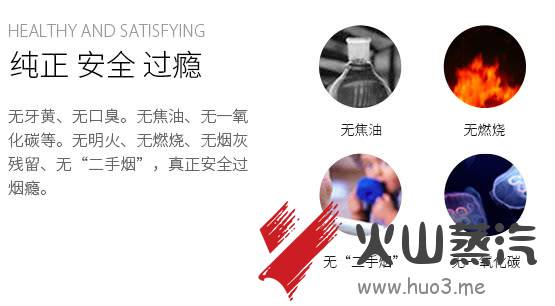 HEALTHY AND SATISFYING
纯正 安全 过瘾
无牙黄、无口臭。无焦油、无一氧
化碳等。无明火、无燃烧、无烟灰
残留、无“二手烟”，真正安全过
烟瘾。
无焦油
无燃烧
无“二手烟”
无一氧化碳
火山蒸汽
www.huo3.me